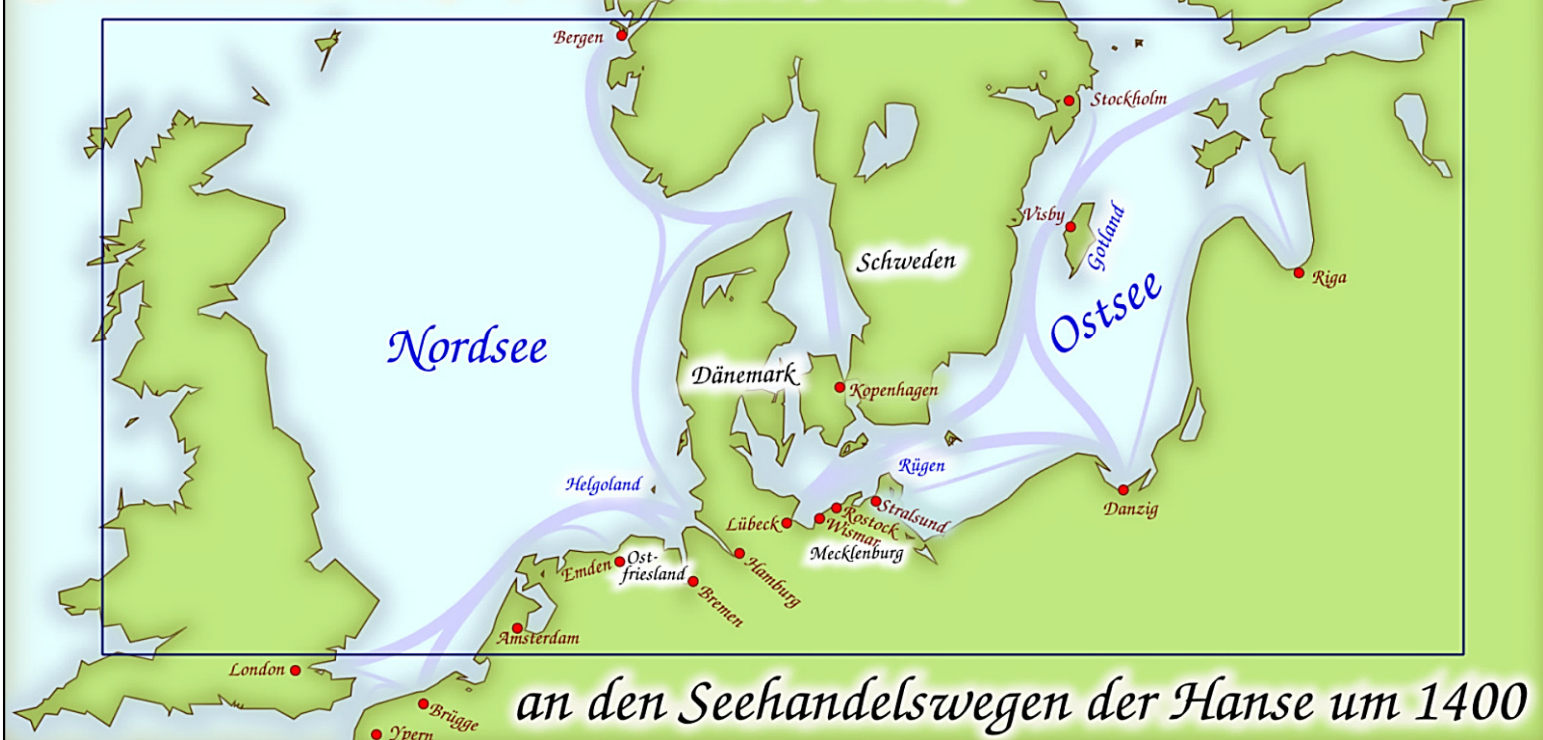 Bergen
Stockholm
Visby
Gotland
Schweden
Riga
Ostsee
Nordsee
Dänemark
Kopenhagen
Rügen
Helgoland
Danzig
Lübeck
Stralsund
Rostock
Wismar
Mecklenburg
Emden
Ost-
friesland
Hamburg
Bremen
Amsterdam
London
Brügge
Ypern
an den Seehandelswegen der Hanse um 1400